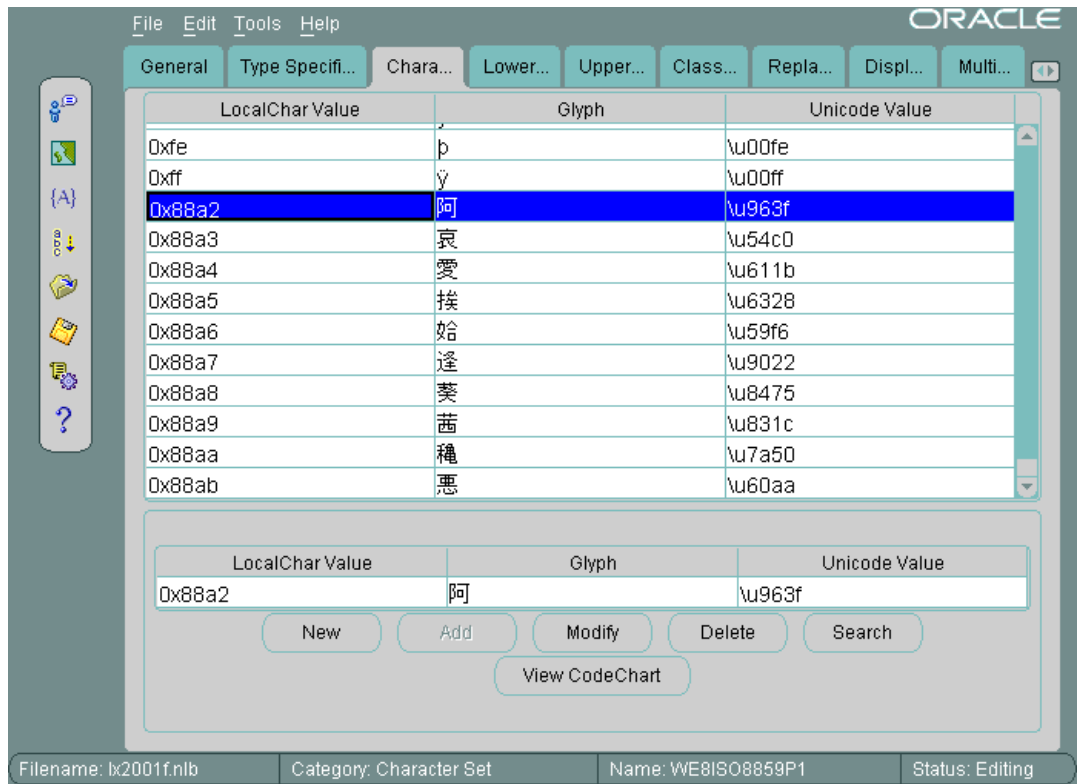 File Edit Tools Help ORACLE
General Type Specifi... Chara... Lower... Upper... Class... Repla... Displ... Multi...
LocalChar Value Glyph Unicode Value
0xfe þ \u00fe
0xff ÿ \u00ff
0x88a2 阿 \u963f
0x88a3 哀 \u54c0
0x88a4 愛 \u611b
0x88a5 挨 \u6328
0x88a6 姶 \u59f6
0x88a7 逢 \u9022
0x88a8 葵 \u8475
0x88a9 茜 \u831c
0x88aa 穐 \u7a50
0x88ab 悪 \u60aa
LocalChar Value Glyph Unicode Value
0x88a2 阿 \u963f
New Add Modify Delete Search
View CodeChart
Filename: lx2001f.nlb Category: Character Set Name: WE8ISO8859P1 Status: Editing